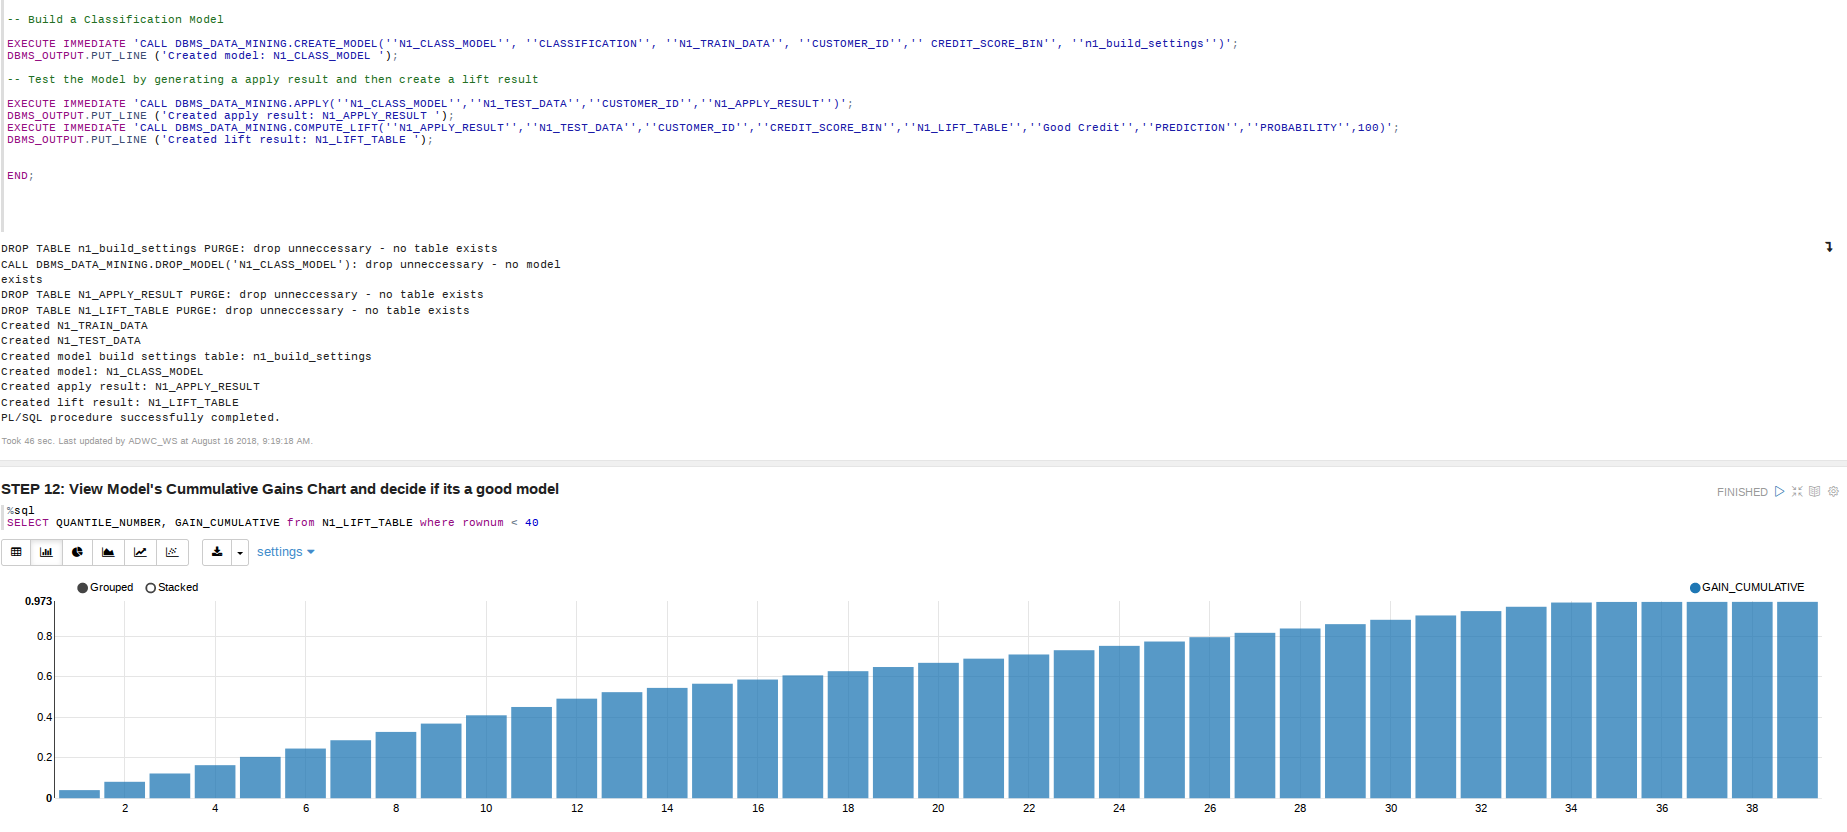 -- Build a Classification Model
EXECUTE IMMEDIATE 'CALL DBMS_DATA_MINING.CREATE_MODEL(''N1_CLASS_MODEL'', ''CLASSIFICATION'', ''N1_TRAIN_DATA'', ''CUSTOMER_ID'','' CREDIT_SCORE_BIN'', ''n1_build_settings'')';
DBMS_OUTPUT.PUT_LINE ('Created model: N1_CLASS_MODEL ');
-- Test the Model by generating a apply result and then create a lift result
EXECUTE IMMEDIATE 'CALL DBMS_DATA_MINING.APPLY(''N1_CLASS_MODEL'',''N1_TEST_DATA'',''CUSTOMER_ID'',''N1_APPLY_RESULT'')';
DBMS_OUTPUT.PUT_LINE ('Created apply result: N1_APPLY_RESULT ');
EXECUTE IMMEDIATE 'CALL DBMS_DATA_MINING.COMPUTE_LIFT(''N1_APPLY_RESULT'',''N1_TEST_DATA'',''CUSTOMER_ID'',''CREDIT_SCORE_BIN'',''N1_LIFT_TABLE'',''Good Credit'',''PREDICTION'',''PROBABILITY'',100)';
DBMS_OUTPUT.PUT_LINE ('Created lift result: N1_LIFT_TABLE ');
END;
DROP TABLE n1_build_settings PURGE: drop unneccessary - no table exists
CALL DBMS_DATA_MINING.DROP_MODEL('N1_CLASS_MODEL'): drop unneccessary - no model
exists
DROP TABLE N1_APPLY_RESULT PURGE: drop unneccessary - no table exists
DROP TABLE N1_LIFT_TABLE PURGE: drop unneccessary - no table exists
Created N1_TRAIN_DATA
Created N1_TEST_DATA
Created model build settings table: n1_build_settings
Created model: N1_CLASS_MODEL
Created apply result: N1_APPLY_RESULT
Created lift result: N1_LIFT_TABLE
PL/SQL procedure successfully completed.
Took 46 sec. Last updated by ADWC_WS at August 16 2018, 9:19:18 AM.
STEP 12: View Model's Cummulative Gains Chart and decide if its a good model
FINISHED
%sql
SELECT QUANTILE_NUMBER, GAIN_CUMULATIVE from N1_LIFT_TABLE where rownum < 40
settings
Grouped Stacked
GAIN_CUMULATIVE
0.973
0.8
0.6
0.4
0.2
0
2 4 6 8 10 12 14 16 18 20 22 24 26 28 30 32 34 36 38